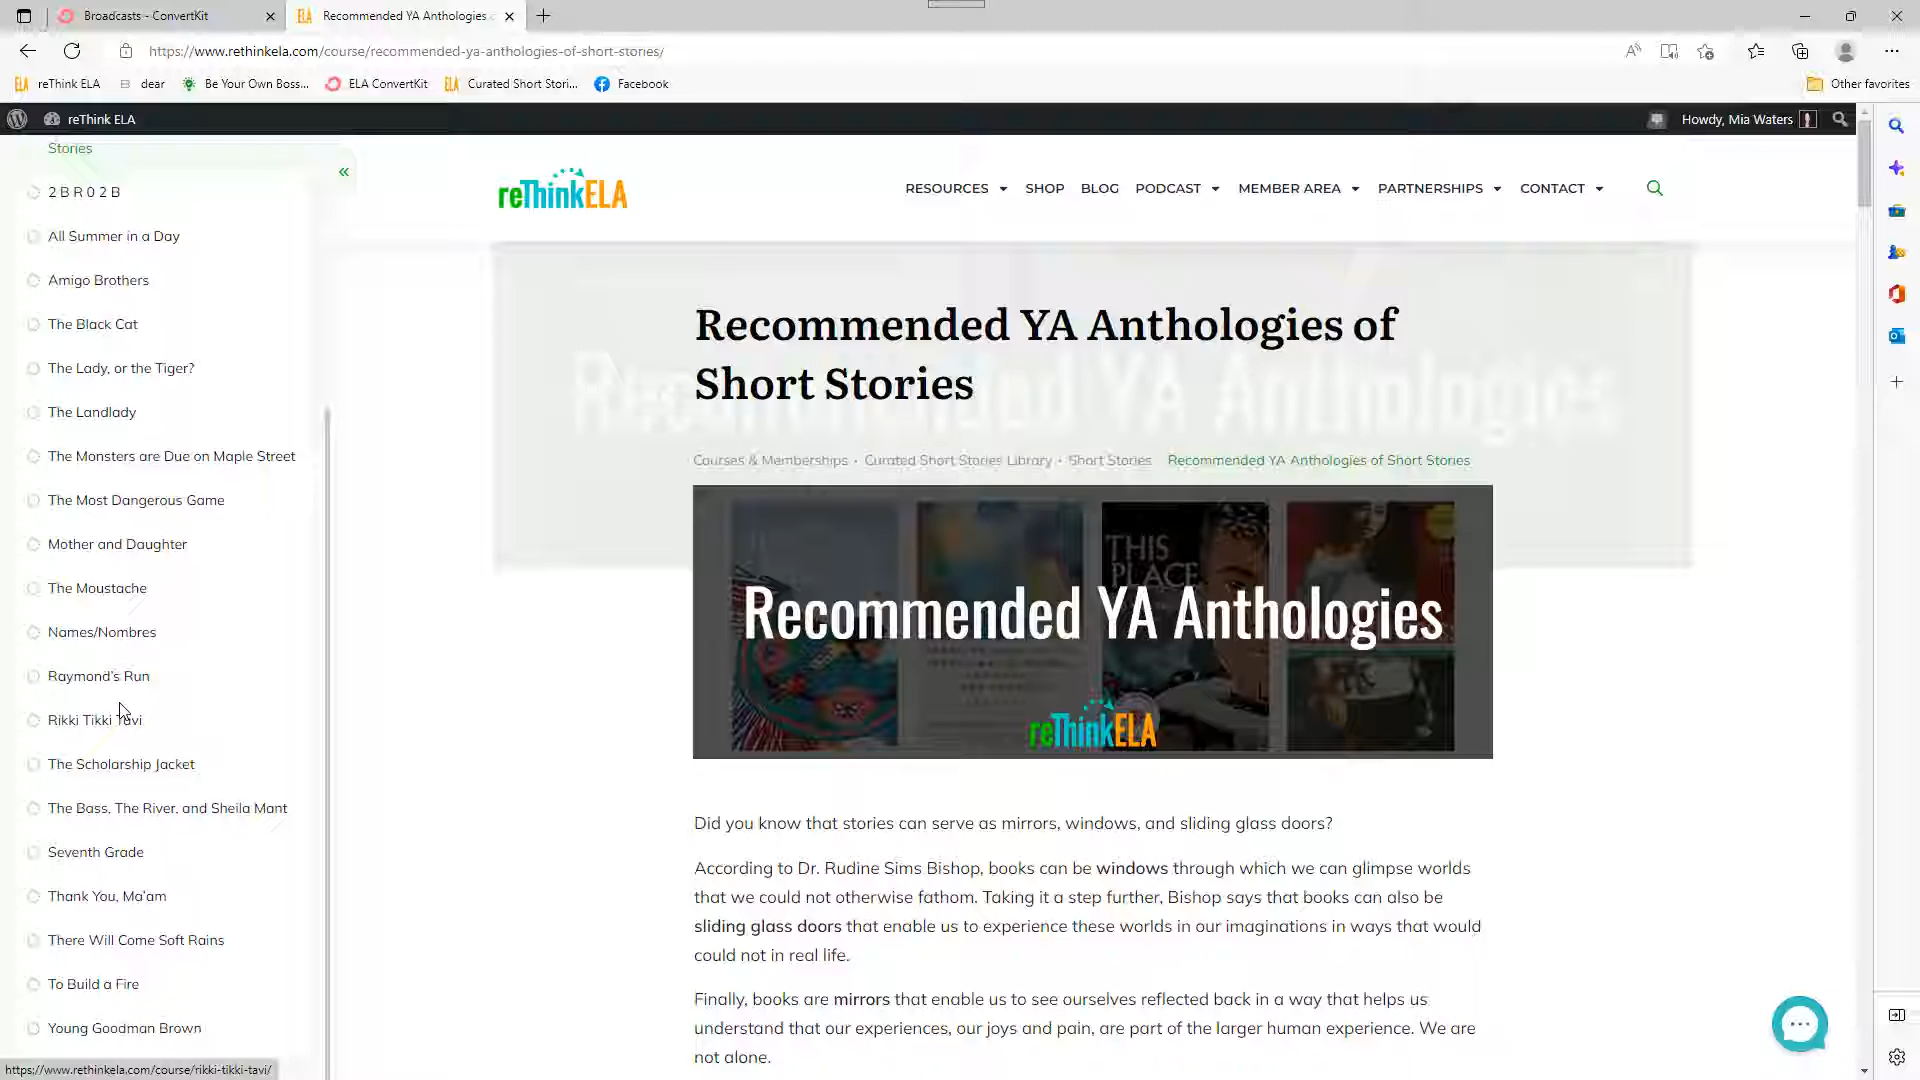 Broadcasts - ConvertKit
Recommended YA Anthologies
https://www.rethinkela.com/course/recommended-ya-anthologies-of-short-stories/
reThink ELA
dear
Be Your Own Boss...
ELA ConvertKit
Curated Short Stori...
Facebook
Other favorites
reThink ELA
Howdy, Mia Waters
Stories
2 B R 0 2 B
All Summer in a Day
Amigo Brothers
The Black Cat
The Lady, or the Tiger?
The Landlady
The Monsters are Due on Maple Street
The Most Dangerous Game
Mother and Daughter
The Moustache
Names/Nombres
Raymond's Run
Rikki Tikki Tavi
The Scholarship Jacket
The Bass, The River, and Sheila Mant
Seventh Grade
Thank You, Ma'am
There Will Come Soft Rains
To Build a Fire
Young Goodman Brown
https://www.rethinkela.com/course/rikki-tikki-tavi/
reThinkELA
RESOURCES
SHOP
BLOG
PODCAST
MEMBER AREA
PARTNERSHIPS
CONTACT
Recommended YA Anthologies of
Short Stories
Recommended YA Anthologies
Courses & Memberships • Curated Short Stories Library • Short Stories
Recommended YA Anthologies of Short Stories
THIS
PLACE
Recommended YA Anthologies
reThinkELA
Did you know that stories can serve as mirrors, windows, and sliding glass doors?
According to Dr. Rudine Sims Bishop, books can be windows through which we can glimpse worlds
that we could not otherwise fathom. Taking it a step further, Bishop says that books can also be
sliding glass doors that enable us to experience these worlds in our imaginations in ways that would
could not in real life.
Finally, books are mirrors that enable us to see ourselves reflected back in a way that helps us
understand that our experiences, our joys and pain, are part of the larger human experience. We are
not alone.